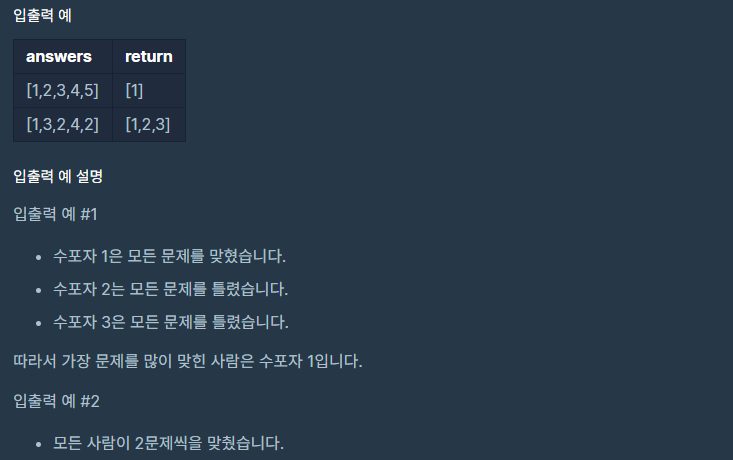 입출력 예
answers return
[1,2,3,4,5] [1]
[1,3,2,4,2] [1,2,3]
입출력 예 설명
입출력 예 #1
수포자 1은 모든 문제를 맞혔습니다.
수포자 2는 모든 문제를 틀렸습니다.
수포자 3은 모든 문제를 틀렸습니다.
따라서 가장 문제를 많이 맞힌 사람은 수포자 1입니다.
입출력 예 #2
모든 사람이 2문제씩을 맞췄습니다.